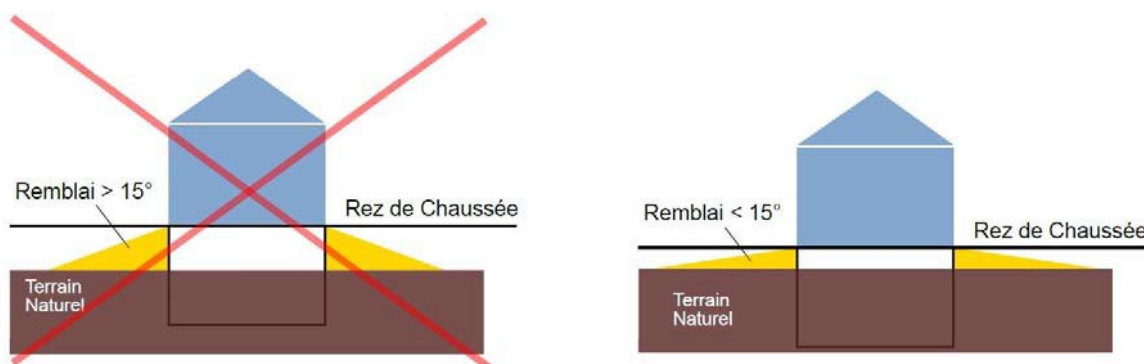 Remblai > 15°
Rez de Chaussée
Terrain
Naturel
Remblai < 15°
Rez de Chaussée
Terrain
Naturel